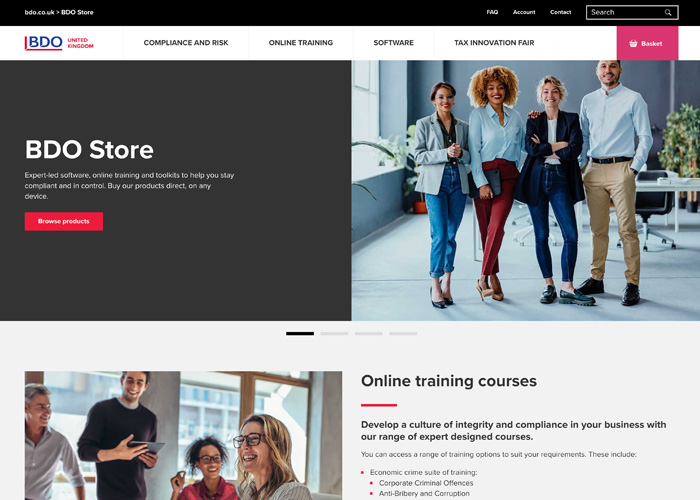 bdo.co.uk > BDO Store
FAQ
Account
Contact
Search
BDO
UNITED
KINGDOM
COMPLIANCE AND RISK
ONLINE TRAINING
SOFTWARE
TAX INNOVATION FAIR
Basket
BDO Store
Expert-led software, online training and toolkits to help you stay
compliant and in control. Buy our products direct, on any
device.
Browse products
Online training courses
Develop a culture of integrity and compliance in your business with
our range of expert designed courses.
You can access a range of training options to suit your requirements. These include:
Economic crime suite of training:
Corporate Criminal Offences
Anti-Bribery and Corruption